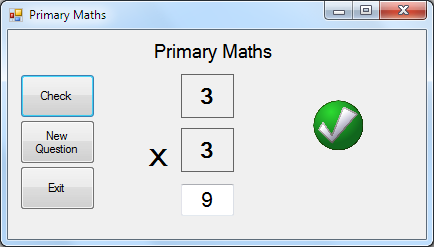 Primary Maths
Primary Maths
Check
3
New
Question
x
3
Exit
9